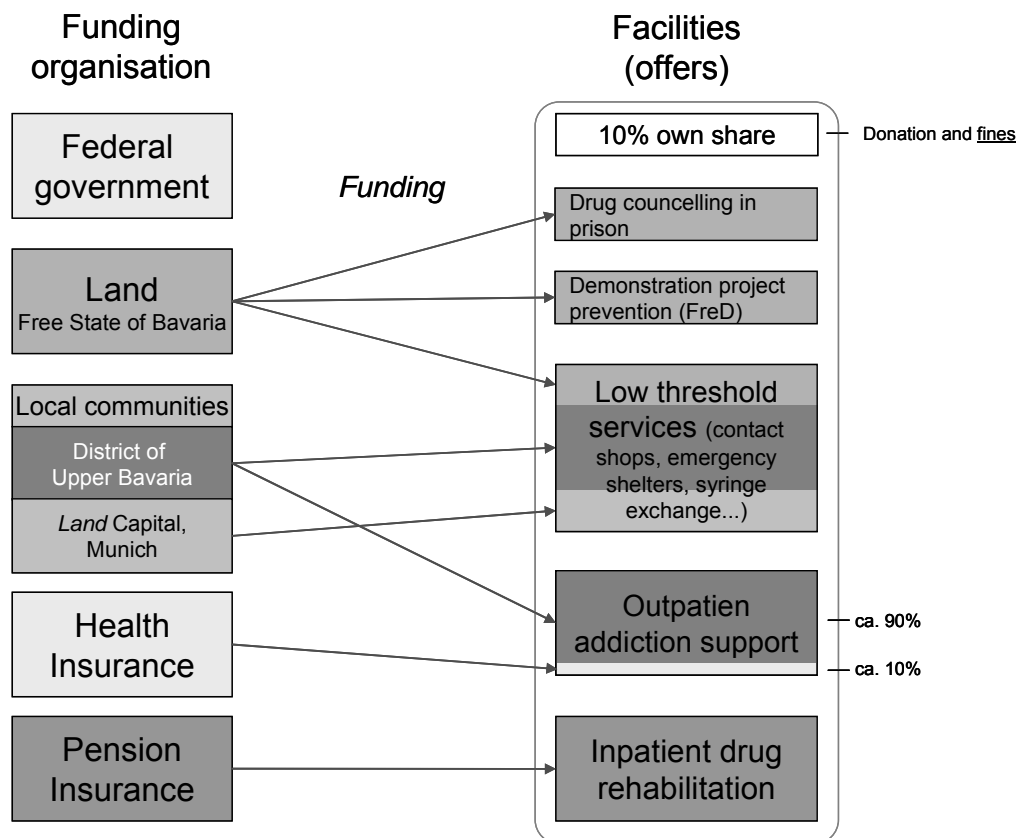 Funding
organisation
Facilities
(offers)
Federal
government
10% own share
Donation and fines
Funding
Drug councelling in
prison
Land
Free State of Bavaria
Demonstration project
prevention (FreD)
Local communities
District of
Upper Bavaria
Land Capital,
Munich
Low threshold
services (contact
shops, emergency
shelters, syringe
exchange...)
Health
Insurance
Outpatien
addiction support
ca. 90%
ca. 10%
Pension
Insurance
Inpatient drug
rehabilitation